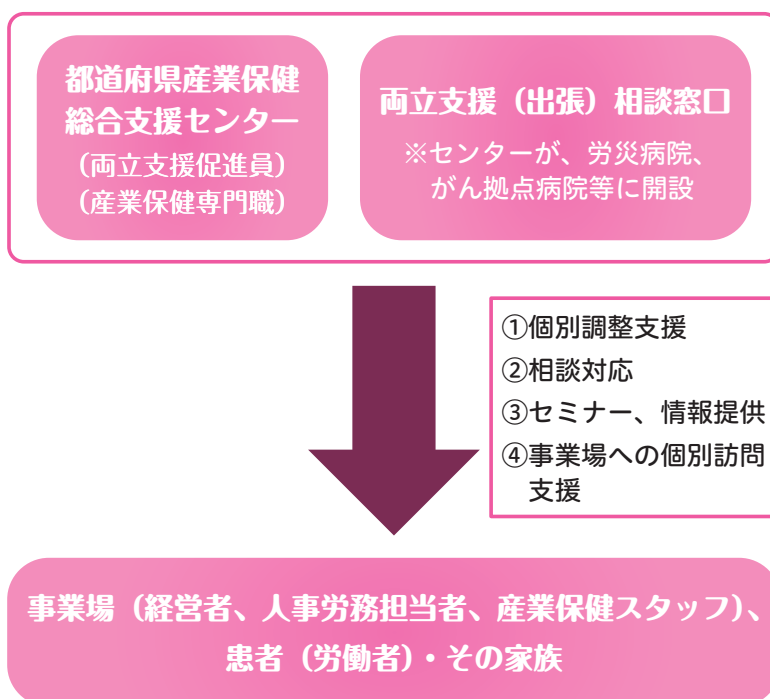 都道府県産業保健
総合支援センター
（両立支援促進員）
（産業保健専門職）
両立支援（出張）相談窓口
※センターが、労災病院、
がん拠点病院等に開設
①個別調整支援
②相談対応
③セミナー、情報提供
④事業場への個別訪問
支援
事業場（経営者、人事労務担当者、産業保健スタッフ）、
患者（労働者）・その家族